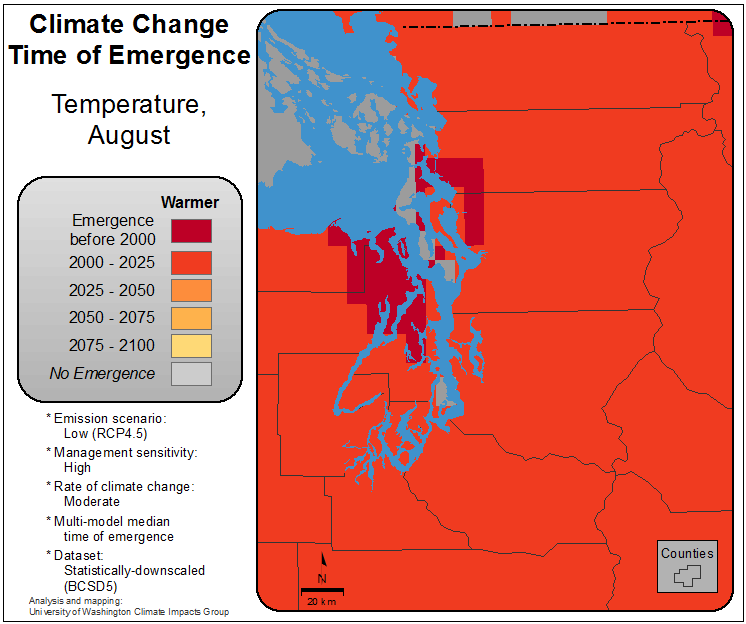 Climate Change
Time of Emergence
Temperature,
August
Warmer
Emergence
before 2000
2000 - 2025
2025 - 2050
2050 - 2075
2075 - 2100
No Emergence
* Emission scenario:
Low (RCP4.5)
* Management sensitivity:
High
* Rate of climate change:
Moderate
* Multi-model median
time of emergence
* Dataset:
Statistically-downscaled
(BCSD5)
Analysis and mapping:
University of Washington Climate Impacts Group
N
20 km
Counties